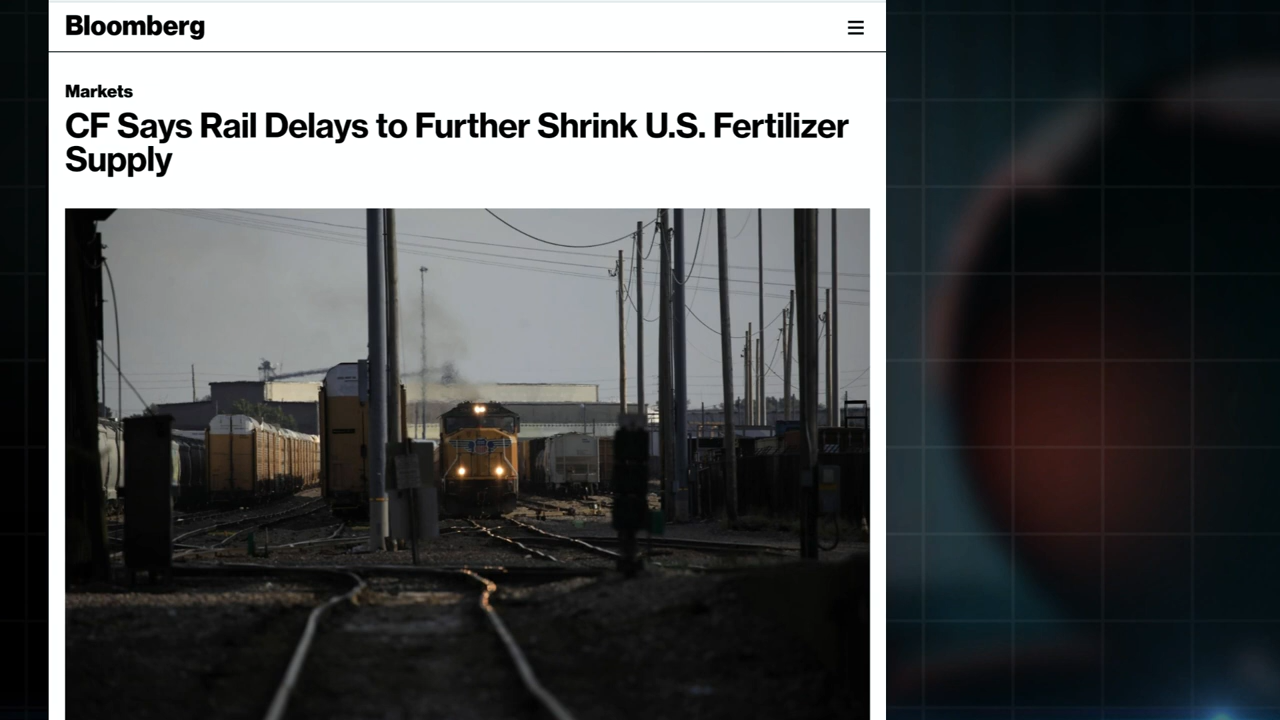 Bloomberg
Markets
CF Says Rail Delays to Further Shrink U.S. Fertilizer
Supply